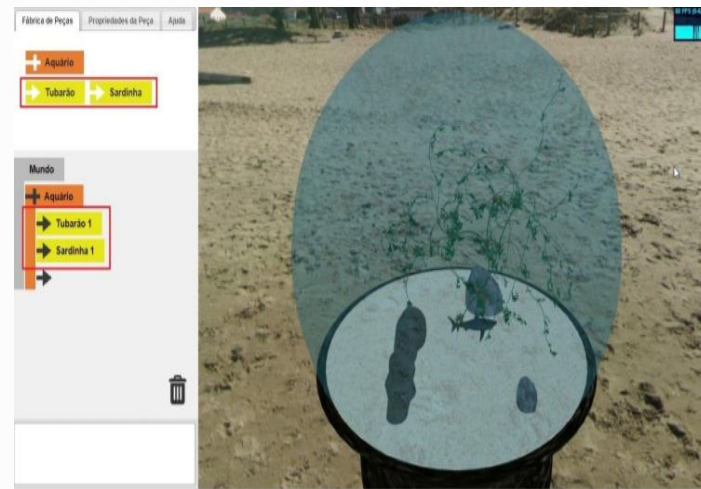 Fábrica de Peças Propriedades da Peça Ajuda
Aquário
Tubarão Sardinha
Mundo
Aquário
Tubarão 1
Sardinha 1